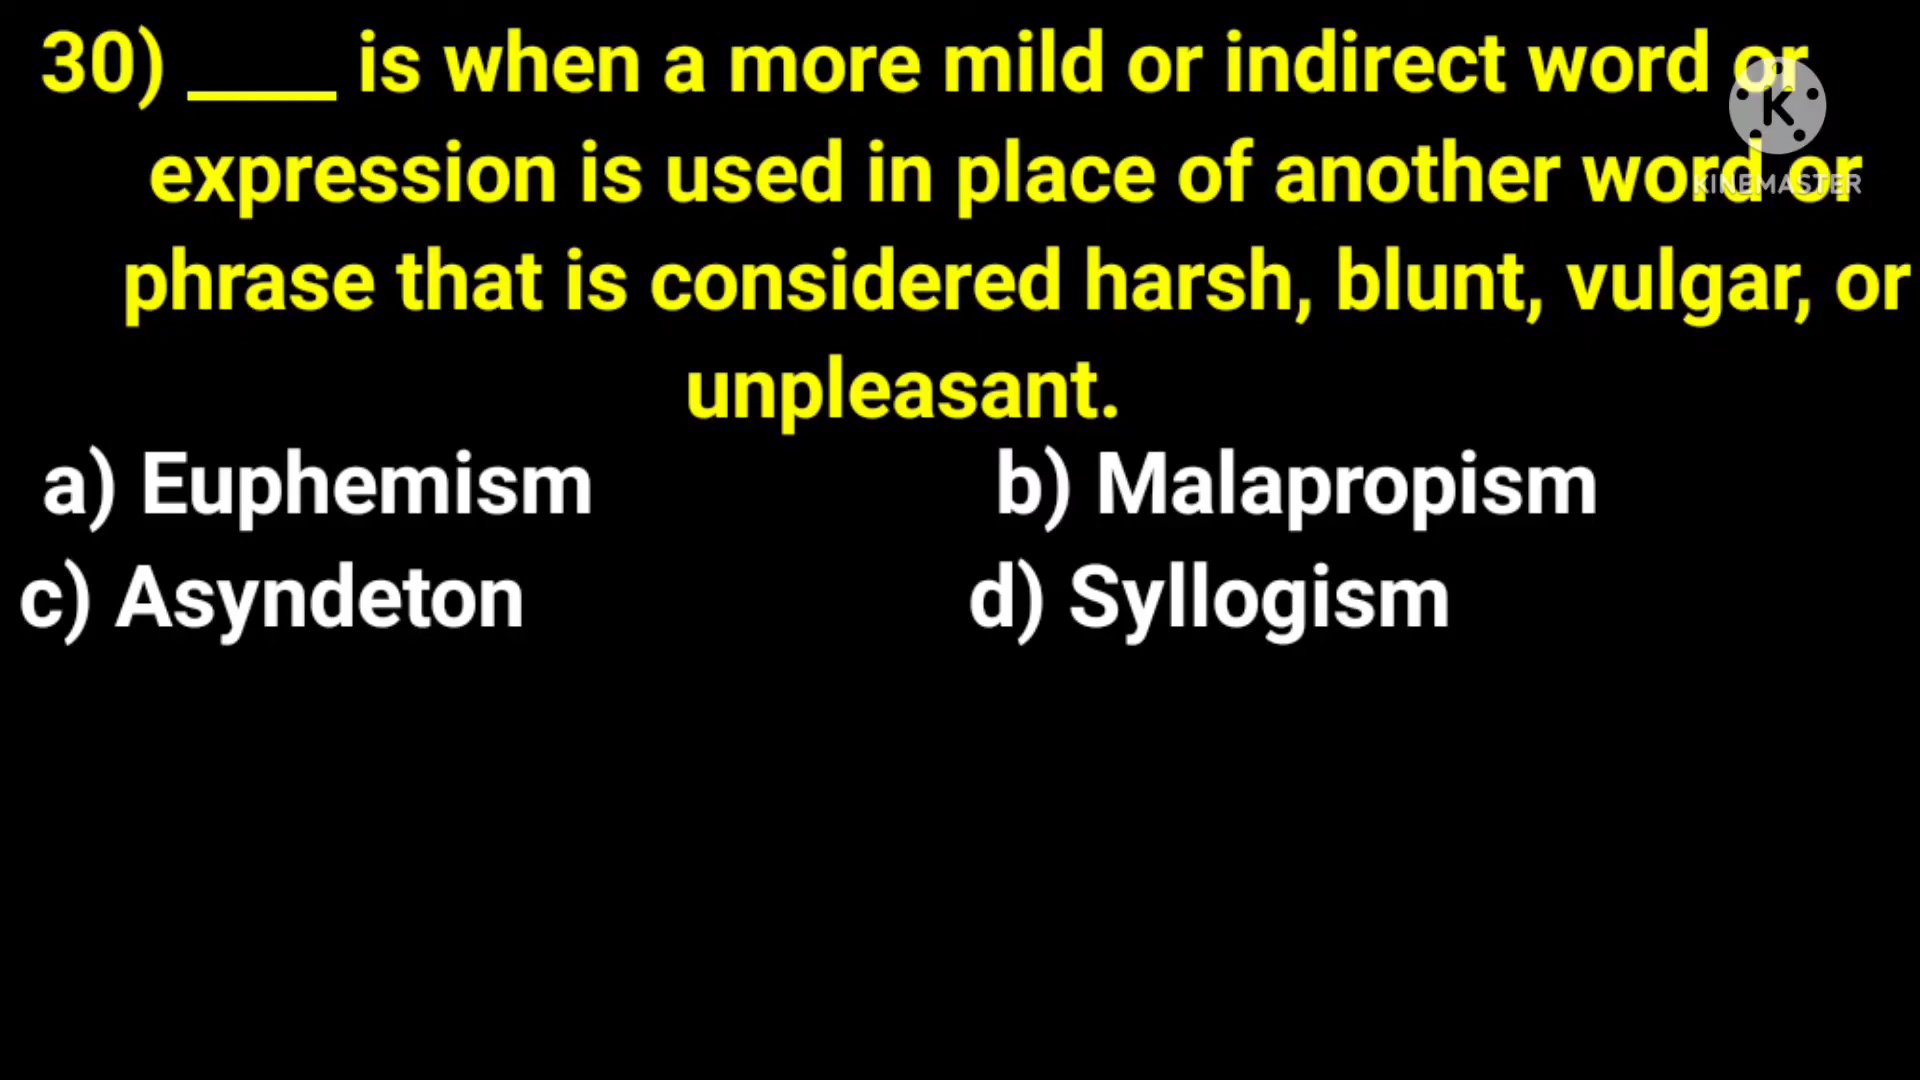 30) ____ is when a more mild or indirect word or
expression is used in place of another word or
phrase that is considered harsh, blunt, vulgar, or
unpleasant.
a) Euphemism b) Malapropism
c) Asyndeton d) Syllogism
K
KINEMASTER